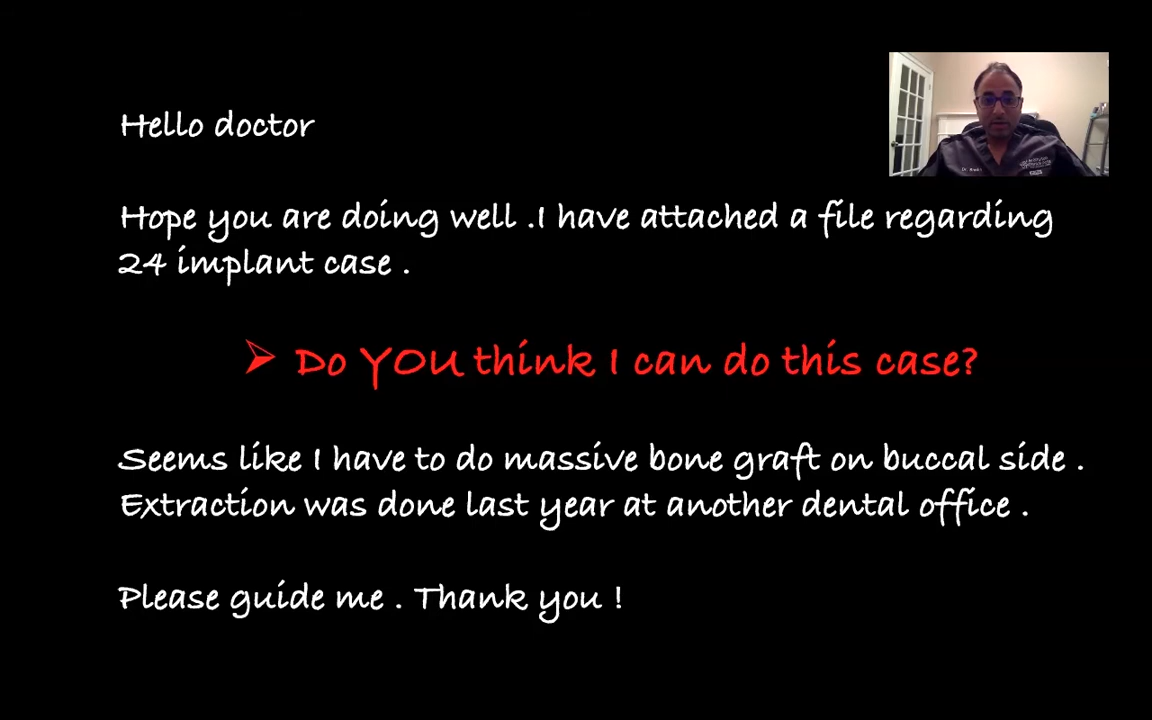 Hello doctor
Hope you are doing well .I have attached a file regarding
24 implant case .
Do YOU think I can do this case?
Seems like I have to do massive bone graft on buccal side .
Extraction was done last year at another dental office .
Please guide me . Thank you !